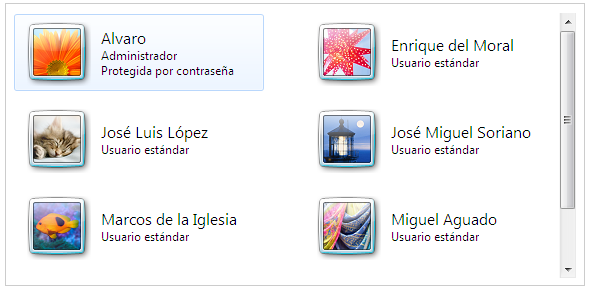 Alvaro
Administrador
Protegida por contraseña
Enrique del Moral
Usuario estándar
José Luis López
Usuario estándar
José Miguel Soriano
Usuario estándar
Marcos de la Iglesia
Usuario estándar
Miguel Aguado
Usuario estándar